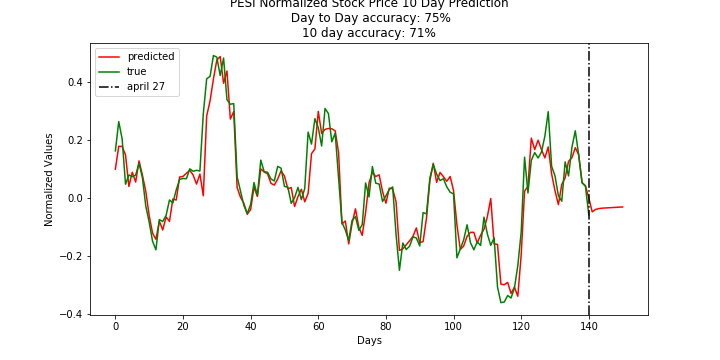 PESI Normalized Stock Price 10 Day Prediction
Day to Day accuracy: 75%
10 day accuracy: 71%
predicted
true
april 27
Normalized Values
0.4
0.2
0.0
−0.2
−0.4
0 20 40 60 80 100 120 140
Days